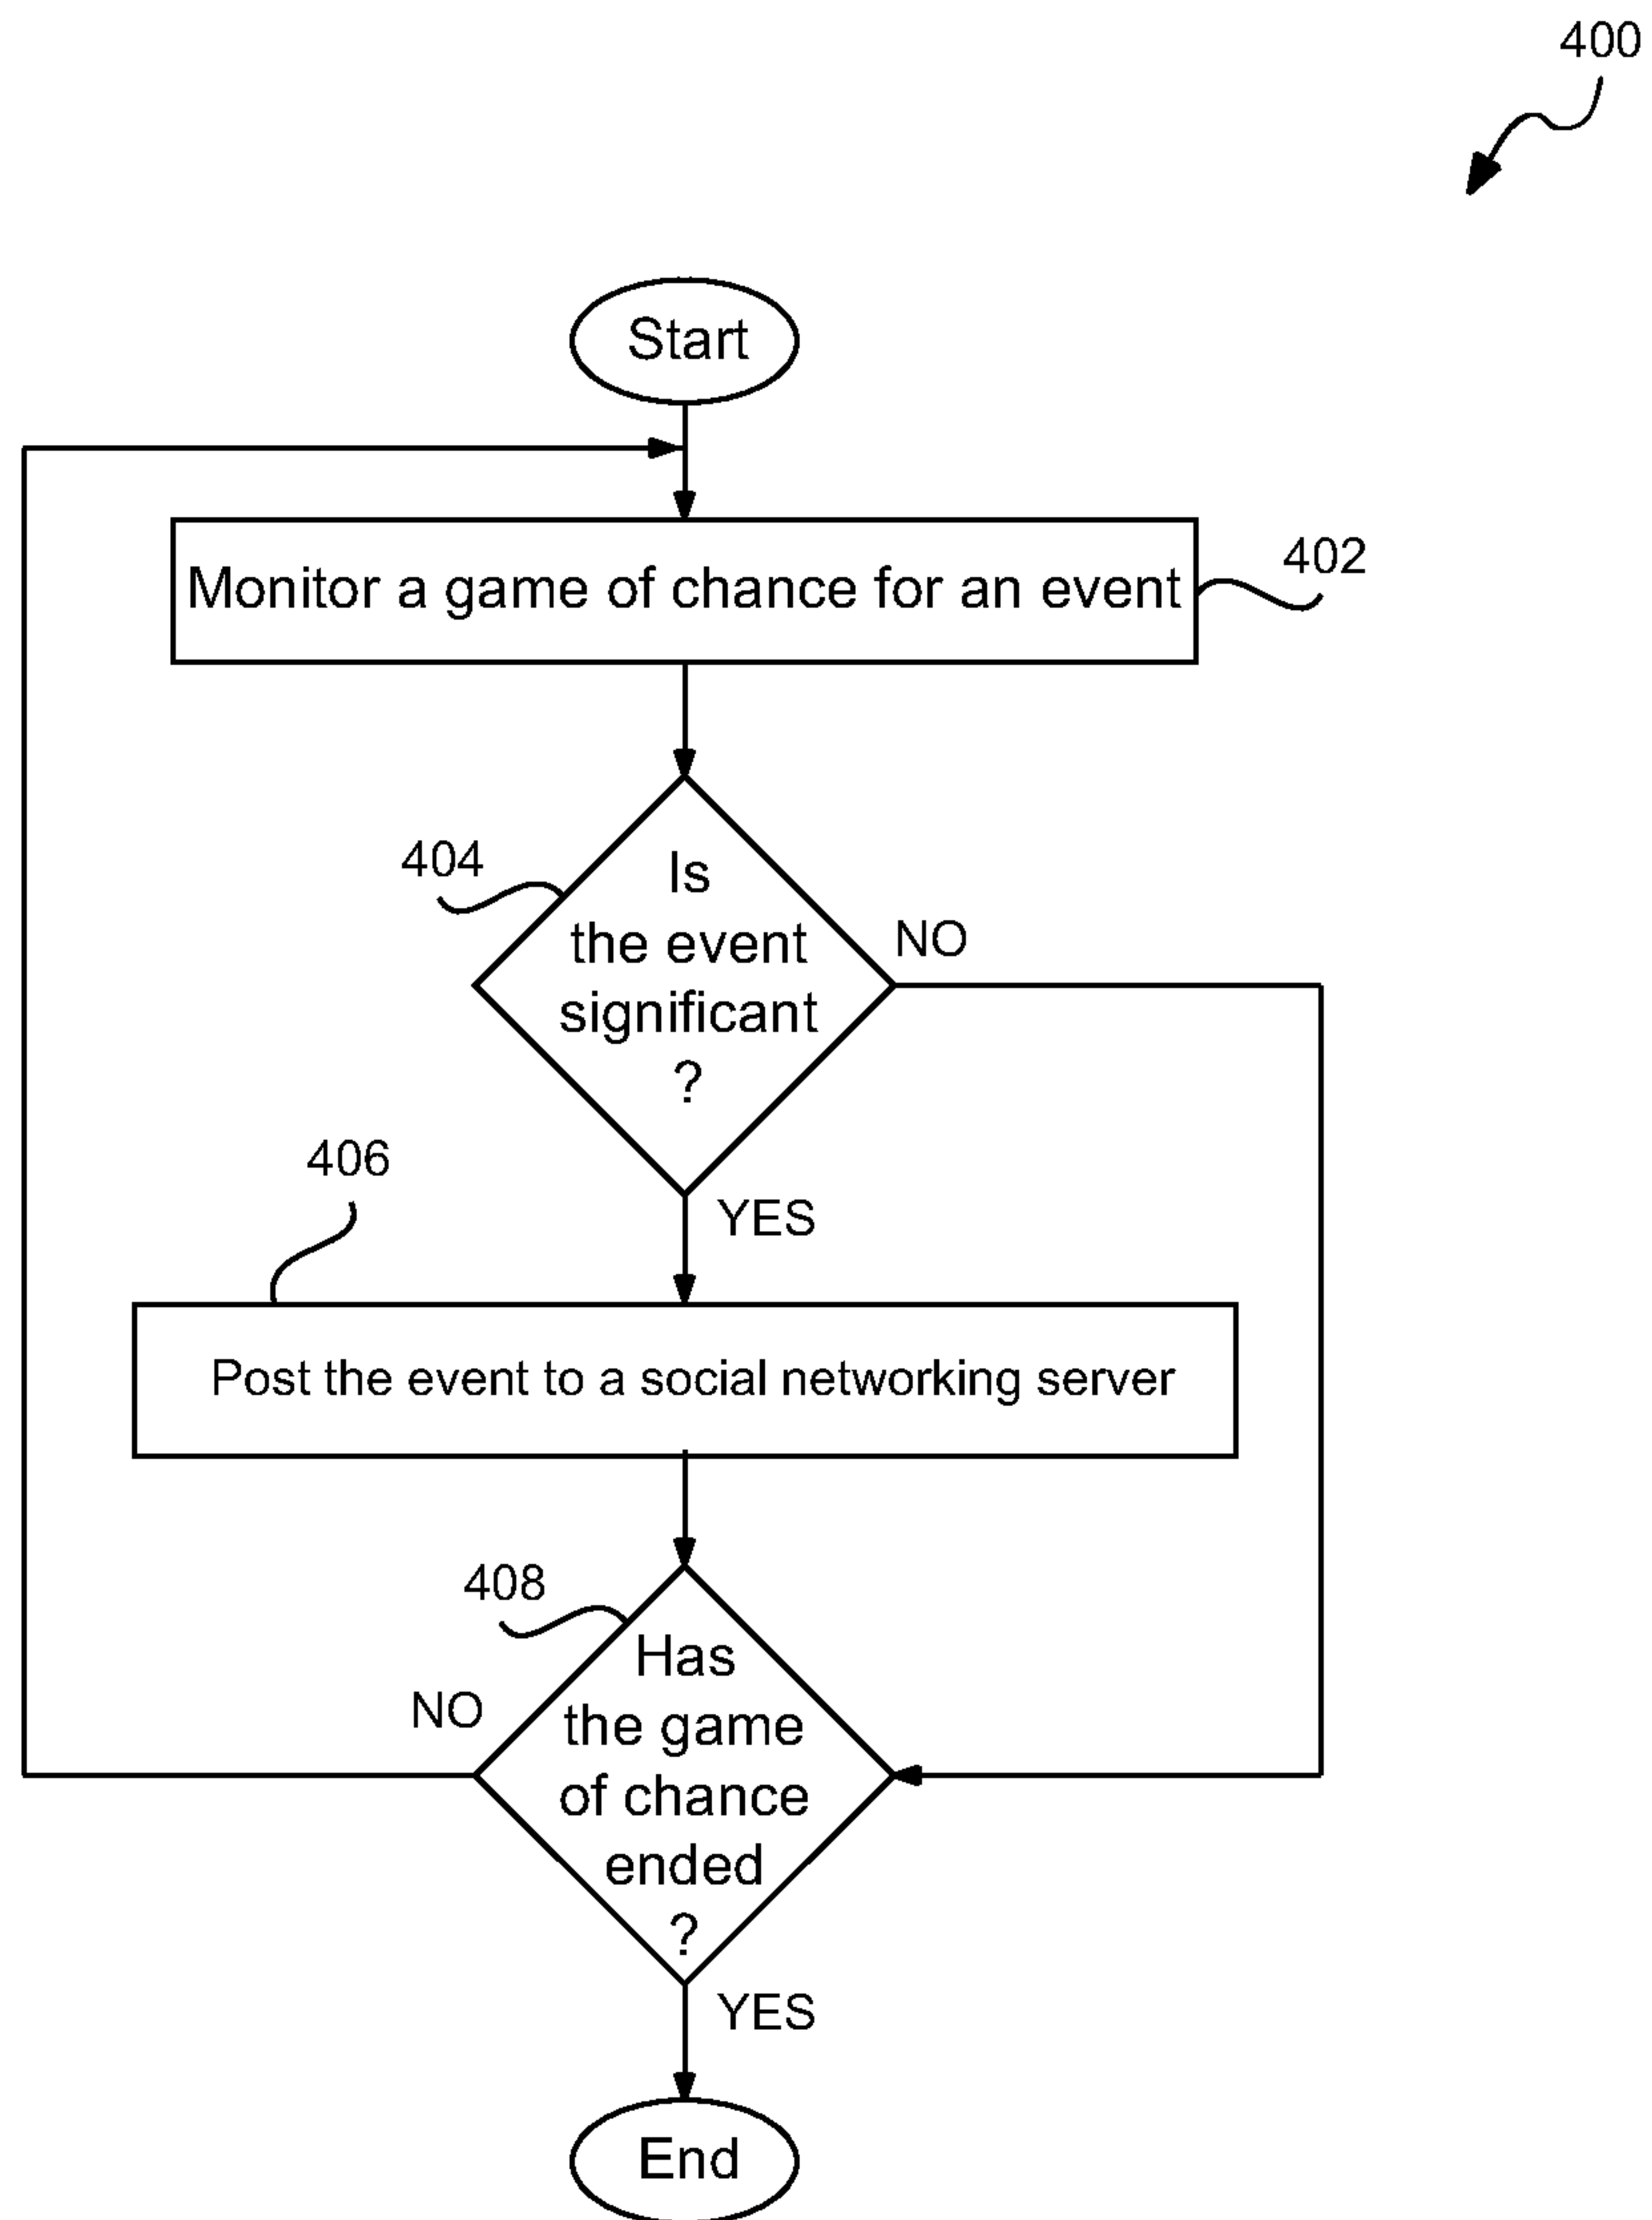 400
Start
Monitor a game of chance for an event
402
404
Is
the event
significant
?
NO
YES
406
Post the event to a social networking server
408
Has
the game
of chance
ended
?
NO
YES
End